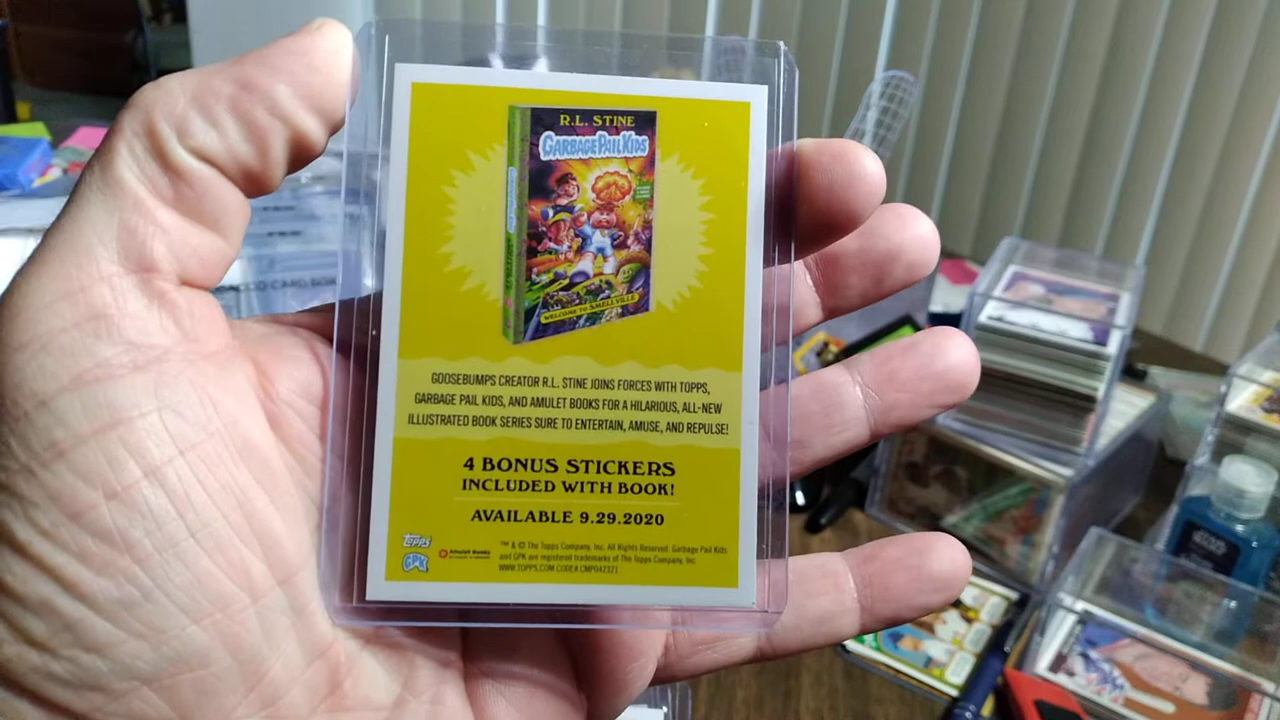 R.L. STINE
GARBAGE PAIL KIDS
WELCOME TO SMELLVILLE
GOOSEBUMPS CREATOR R.L. STINE JOINS FORCES WITH TOPPS,
GARBAGE PAIL KIDS, AND AMULET BOOKS FOR A HILARIOUS, ALL-NEW
ILLUSTRATED BOOK SERIES SURE TO ENTERTAIN, AMUSE, AND REPULSE!
4 BONUS STICKERS
INCLUDED WITH BOOK!
AVAILABLE 9.29.2020
TOPPS
GPK
Amulet Books
™ & © The Topps Company, Inc. All Rights Reserved. Garbage Pail Kids
and GPK are registered trademarks of The Topps Company, Inc.
WWW.TOPPS.COM CODE# CMP042321
CARD BOX